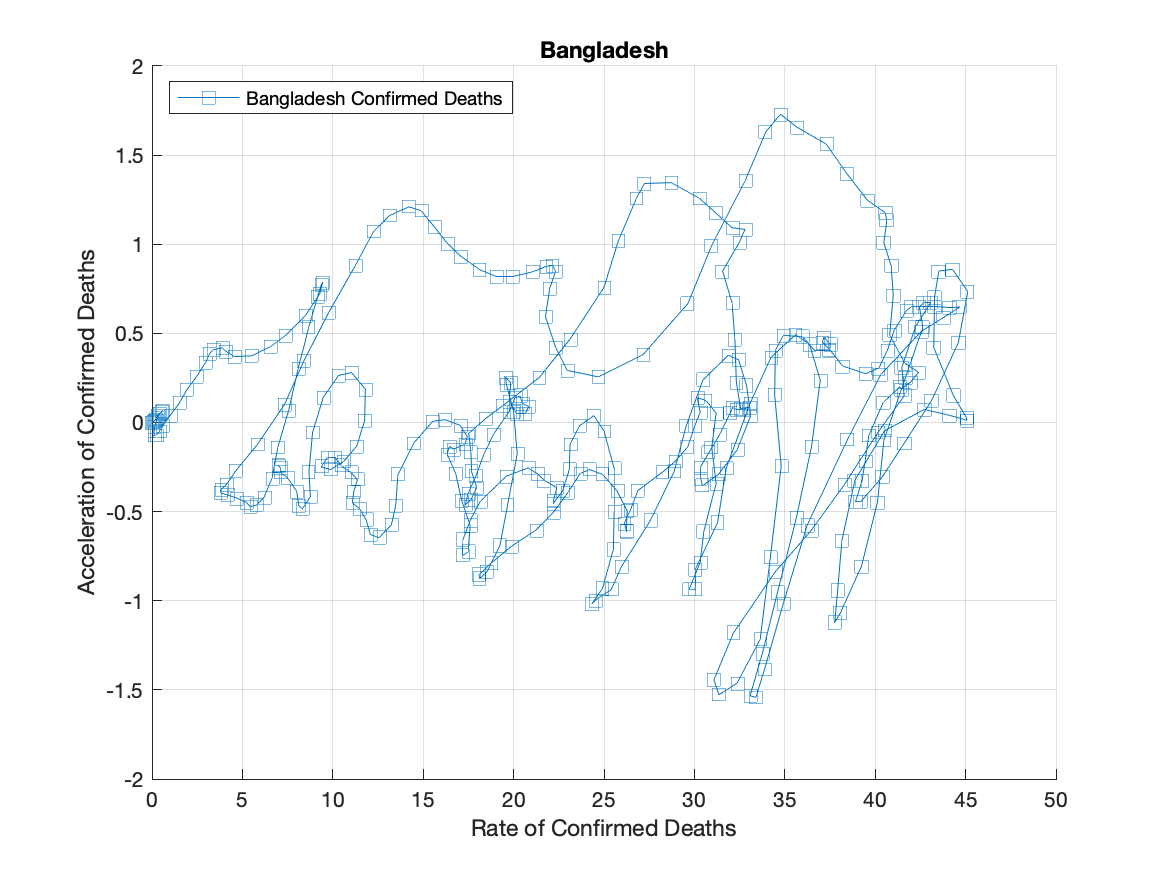 Bangladesh
Bangladesh Confirmed Deaths
2
1.5
1
0.5
0
-0.5
-1
-1.5
-2
Acceleration of Confirmed Deaths
0 5 10 15 20 25 30 35 40 45 50
Rate of Confirmed Deaths